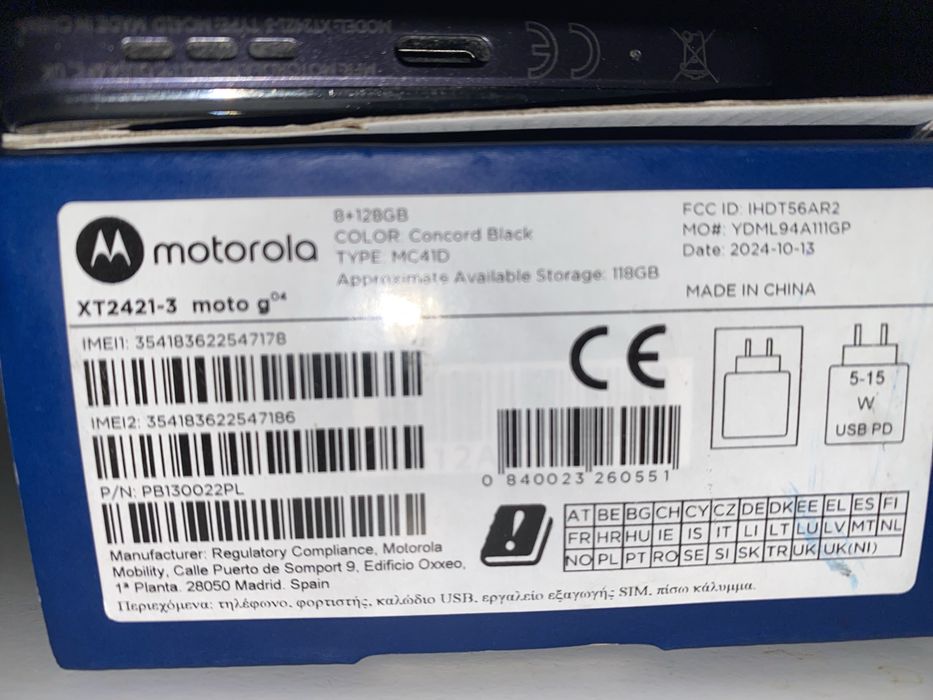 motorola
8+128GB
COLOR: Concord Black
TYPE: MC41D
Approximate Available Storage: 118GB
FCC ID: IHDT56AR2
MO#: YDML94A111GP
Date: 2024-10-13
MADE IN CHINA
XT2421-3 moto g04
IMEI1: 354183622547178
IMEI2: 354183622547186
P/N: PB130022PL
CE
0 840023 260551
5-15
W
USB PD
AT BE BG CH CY CZ DE DK EE EL ES FI
FR HR HU IE IS IT LI LT LU LV MT NL
NO PL PT RO SE SI SK TR UK UK(NI)
Manufacturer: Regulatory Compliance, Motorola
Mobility, Calle Puerto de Somport 9, Edificio Oxxeo,
1ª Planta. 28050 Madrid. Spain
Περιεχόμενα: τηλέφωνο, φορτιστής, καλώδιο USB, εργαλείο εξαγωγής SIM, πίσω κάλυμμα.